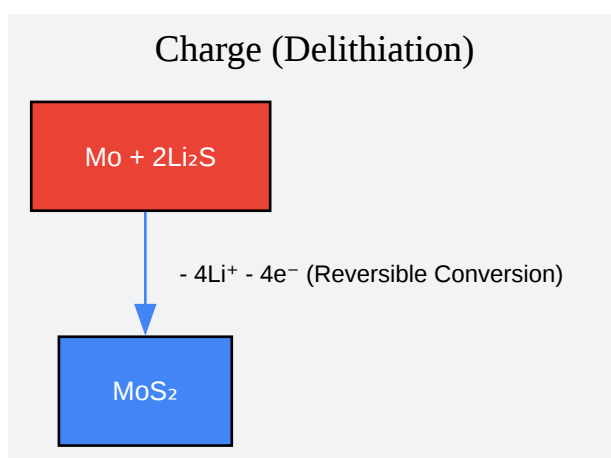 Charge (Delithiation)
Mo + 2Li₂S
- 4Li⁺ - 4e⁻ (Reversible Conversion)
MoS₂